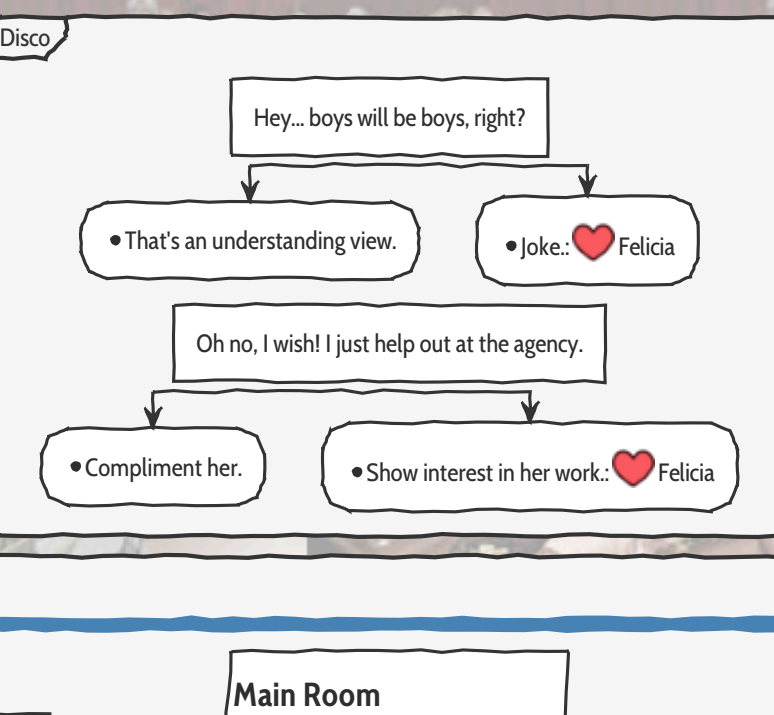 Disco
Hey... boys will be boys, right?
•That's an understanding view.
•Joke.: Felicia
Oh no, I wish! I just help out at the agency.
•Compliment her.
•Show interest in her work.: Felicia
Main Room